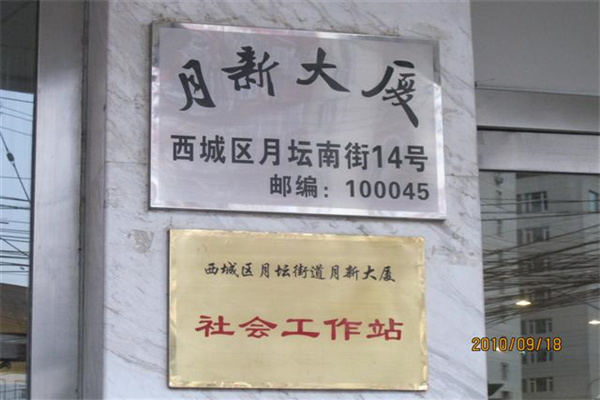 月新大厦
西城区月坛南街14号
邮编：100045
西城区月坛街道月新大厦
社会工作站
2010/09/18